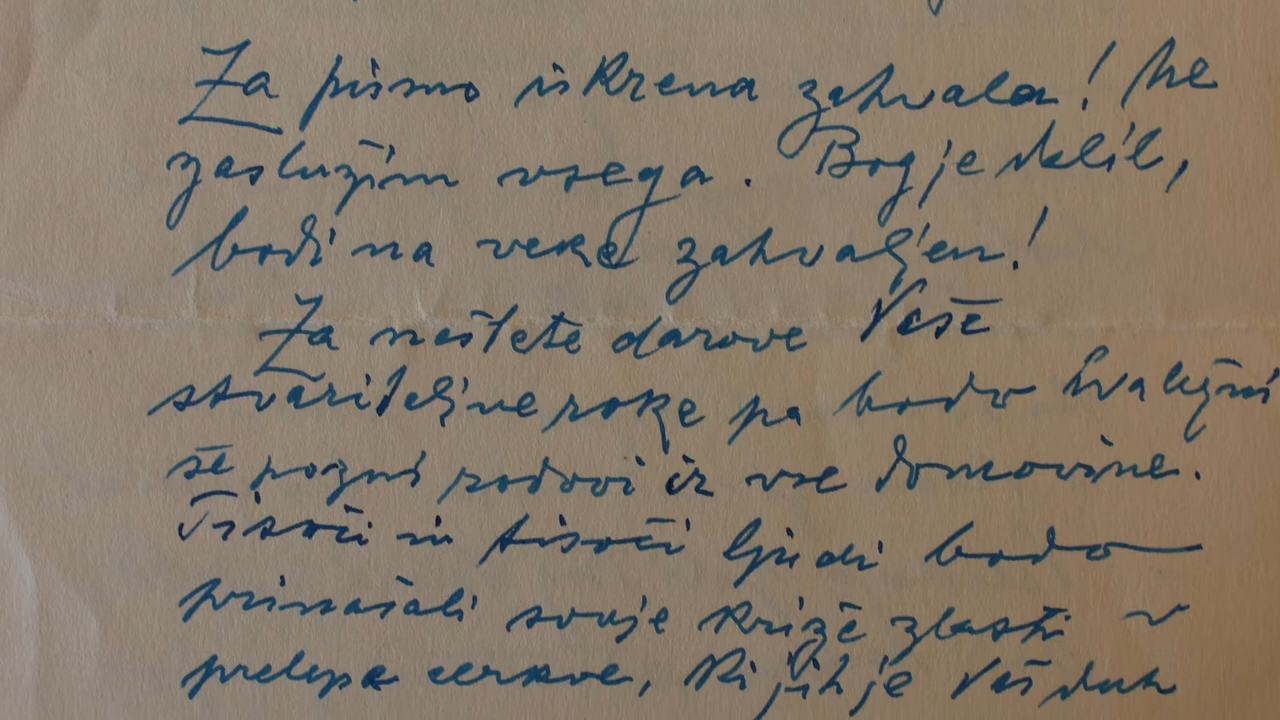 Za pismo iskrena zahvala! Ne
zaslužim vsega. Bog je delil,
bodi na veke zahvaljen!
Za neštete darove Vaše
stvariteljne roke pa bodo hvaležni
še pozni rodovi iz vse domovine.
Tisoči in tisoči ljudi bodo
prinašali svoje križe zlasti v
prelepe cerkve, ki jih je Vaš duh